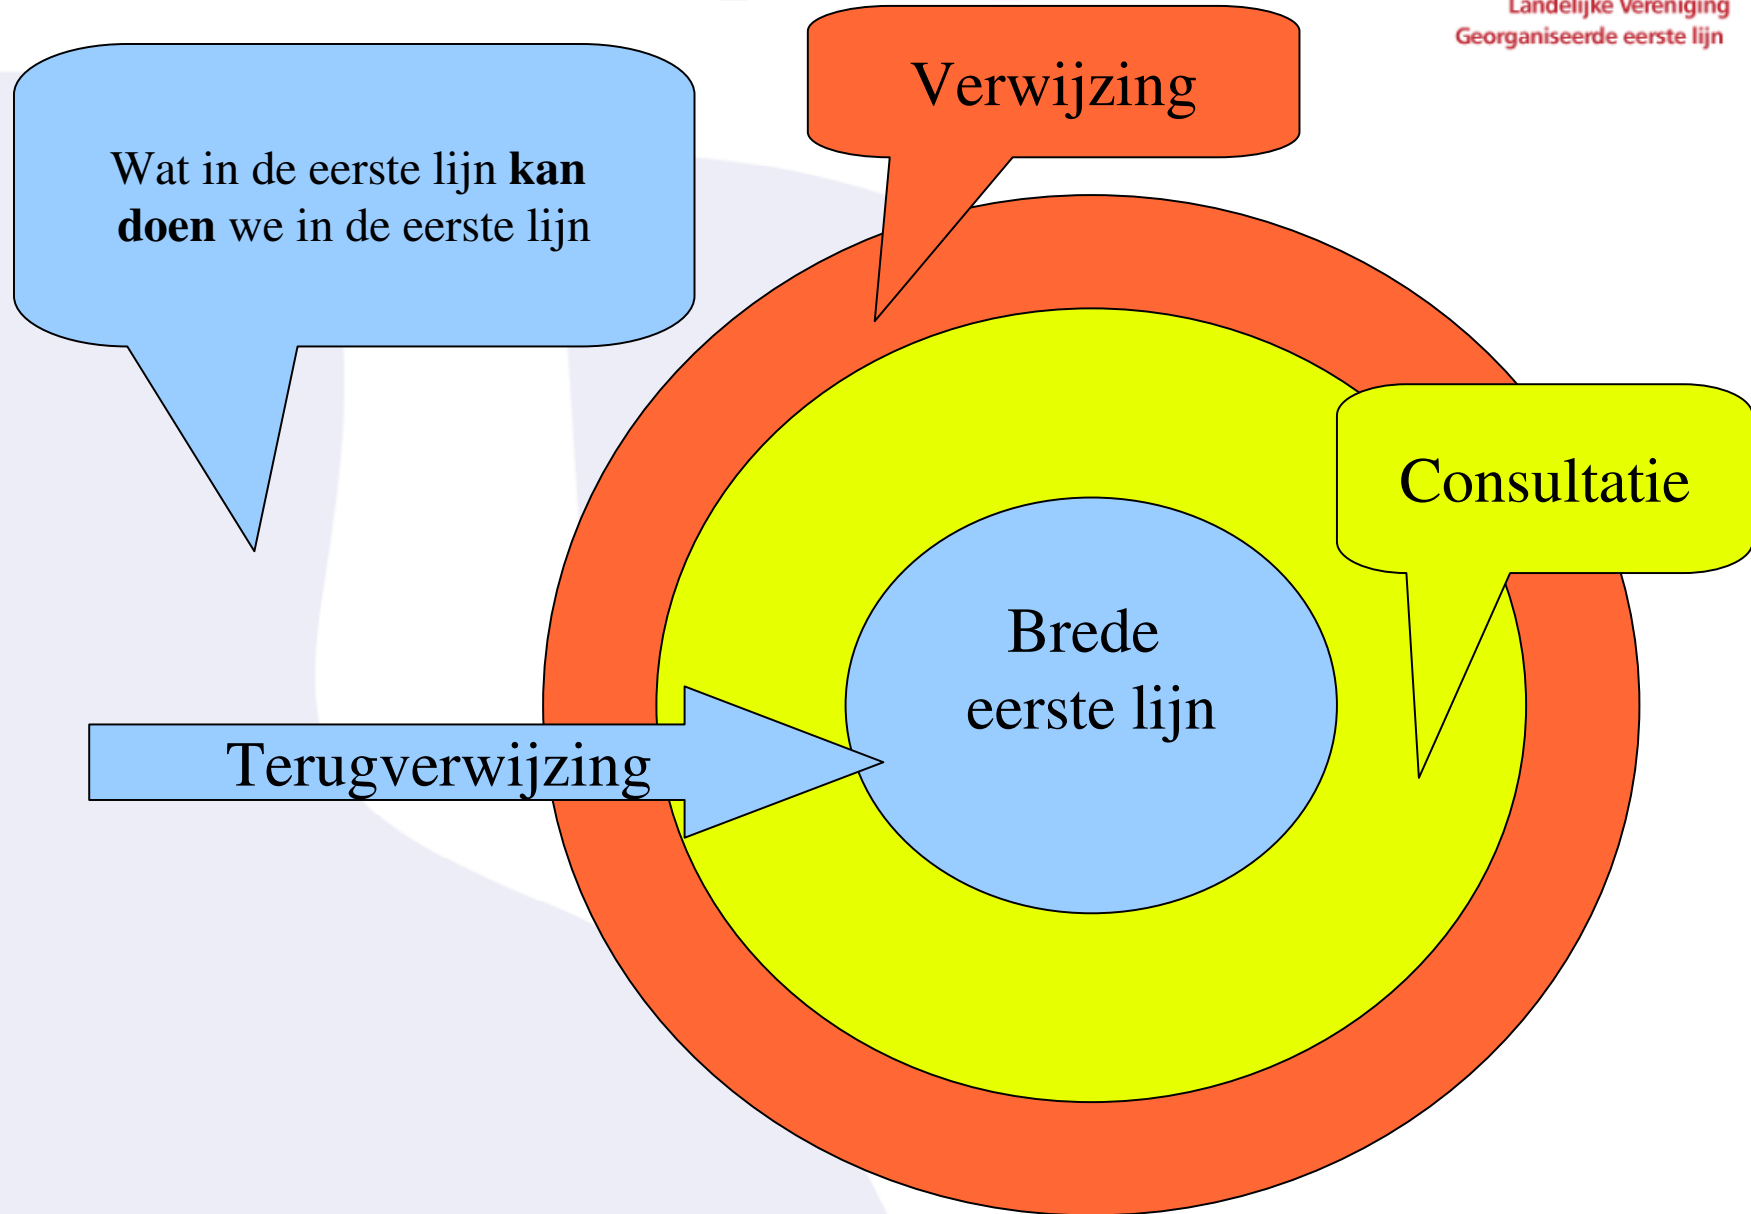 Landelijke Vereniging
Georganiseerde eerste lijn
Verwijzing
Wat in de eerste lijn kan
doen we in de eerste lijn
Consultatie
Brede
eerste lijn
Terugverwijzing